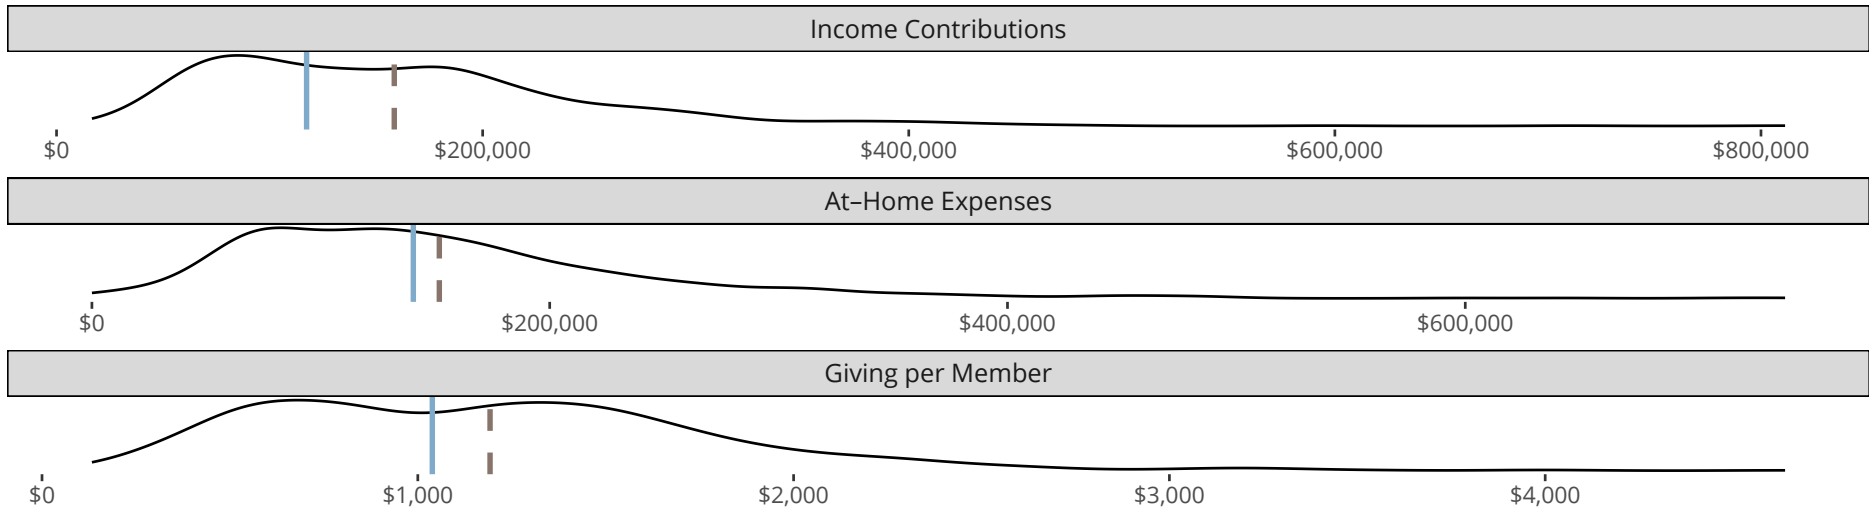 Income Contributions
$0 $200,000 $400,000 $600,000 $800,000
At–Home Expenses
$0 $200,000 $400,000 $600,000
Giving per Member
$0 $1,000 $2,000 $3,000 $4,000